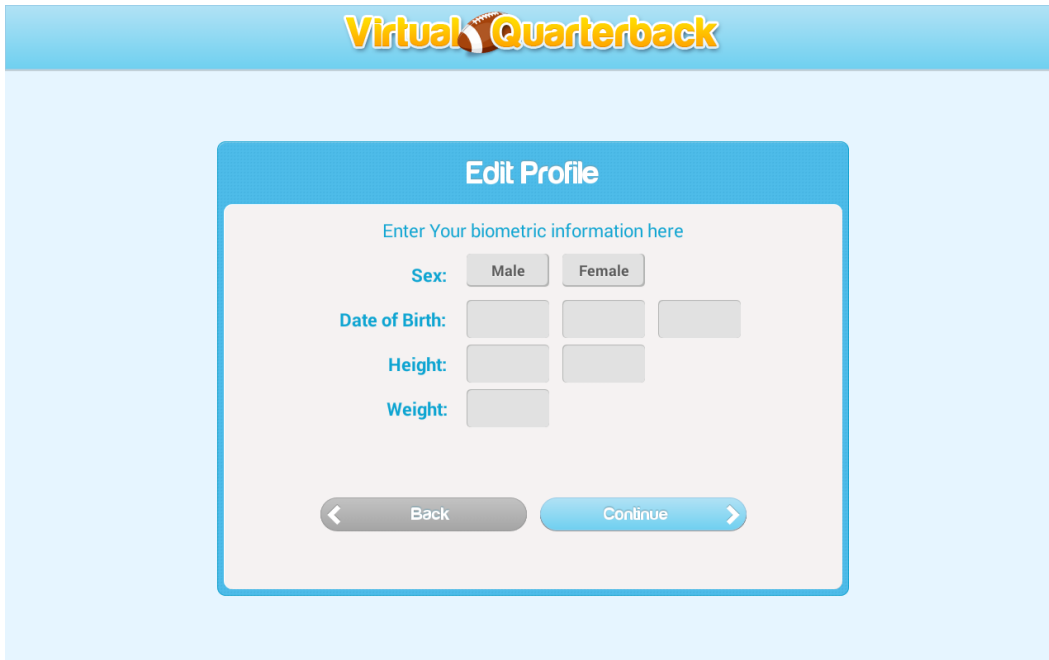 Virtual Quarterback
Edit Profile
Enter Your biometric information here
Sex: Male Female
Date of Birth:
Height:
Weight:
Back Continue